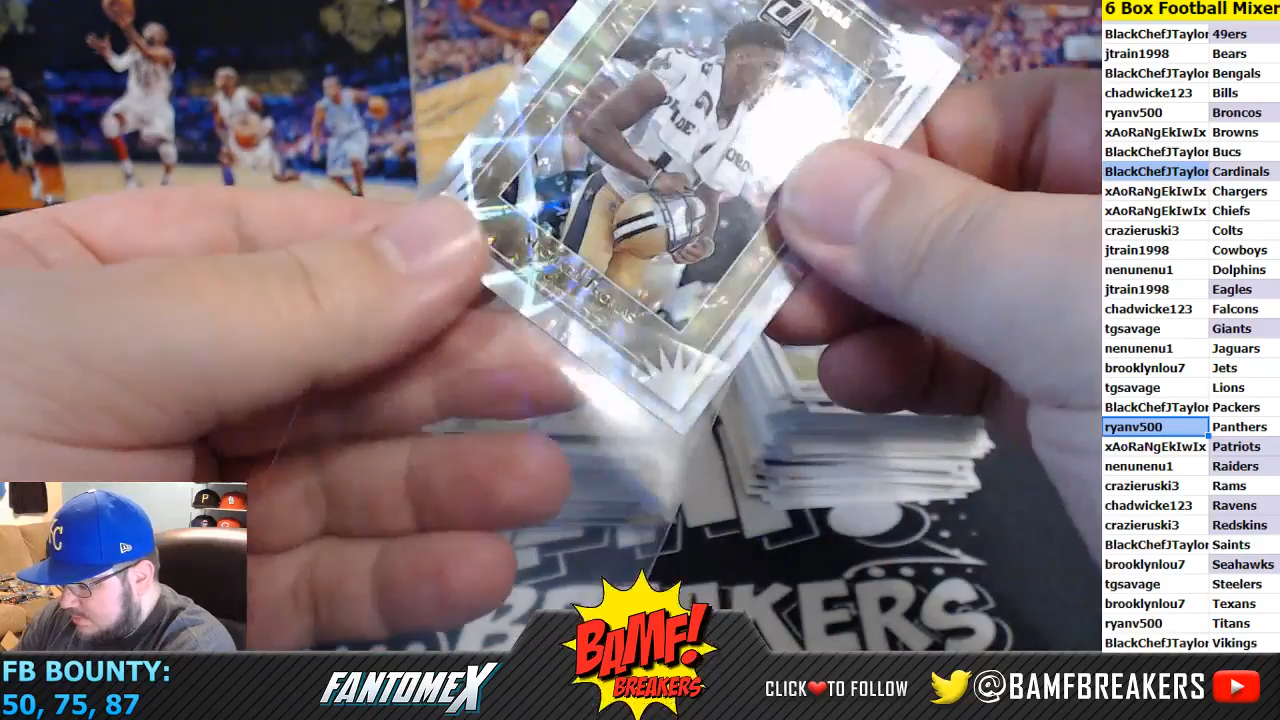 6 Box Football Mixer
BlackChefJTaylor 49ers
jtrain1998 Bears
BlackChefJTaylor Bengals
chadwicke123 Bills
ryanv500 Broncos
xAoRaNgEkIwIx Browns
BlackChefJTaylor Bucs
BlackChefJTaylor Cardinals
xAoRaNgEkIwIx Chargers
xAoRaNgEkIwIx Chiefs
crazieruski3 Colts
jtrain1998 Cowboys
nenunenu1 Dolphins
jtrain1998 Eagles
chadwicke123 Falcons
tgsavage Giants
nenunenu1 Jaguars
brooklynlou7 Jets
tgsavage Lions
BlackChefJTaylor Packers
ryanv500 Panthers
xAoRaNgEkIwIx Patriots
nenunenu1 Raiders
crazieruski3 Rams
chadwicke123 Ravens
crazieruski3 Redskins
BlackChefJTaylor Saints
brooklynlou7 Seahawks
tgsavage Steelers
brooklynlou7 Texans
ryanv500 Titans
BlackChefJTaylor Vikings
FB BOUNTY:
50, 75, 87
FANTOMEX
BAMF!
BREAKERS
CLICK TO FOLLOW
@BAMFBREAKERS